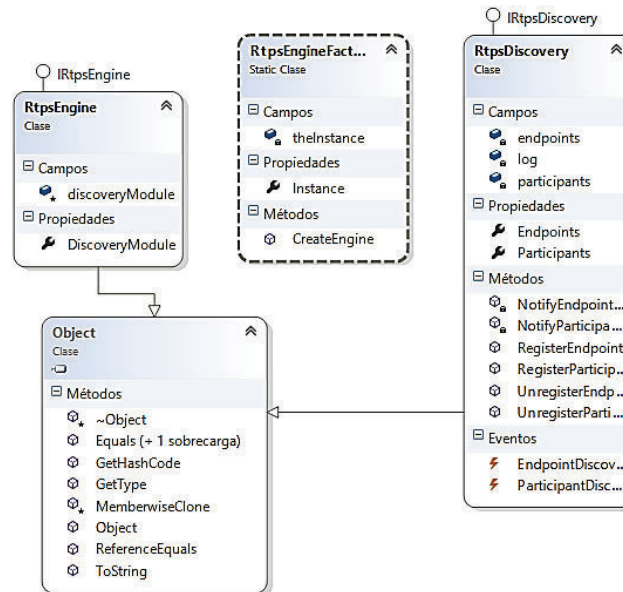 IRtpsEngine
RtpsEngine
Clase
Campos
discoveryModule
Propiedades
DiscoveryModule
RtpsEngineFact...
Static Clase
Campos
theInstance
Propiedades
Instance
Métodos
CreateEngine
IRtpsDiscovery
RtpsDiscovery
Clase
Campos
endpoints
log
participants
Propiedades
Endpoints
Participants
Métodos
NotifyEndpoint...
NotifyParticipa...
RegisterEndpoint
RegisterParticip...
UnregisterEndp...
UnregisterParti...
Eventos
EndpointDiscov...
ParticipantDisc...
Object
Clase
Métodos
~Object
Equals (+ 1 sobrecarga)
GetHashCode
GetType
MemberwiseClone
Object
ReferenceEquals
ToString